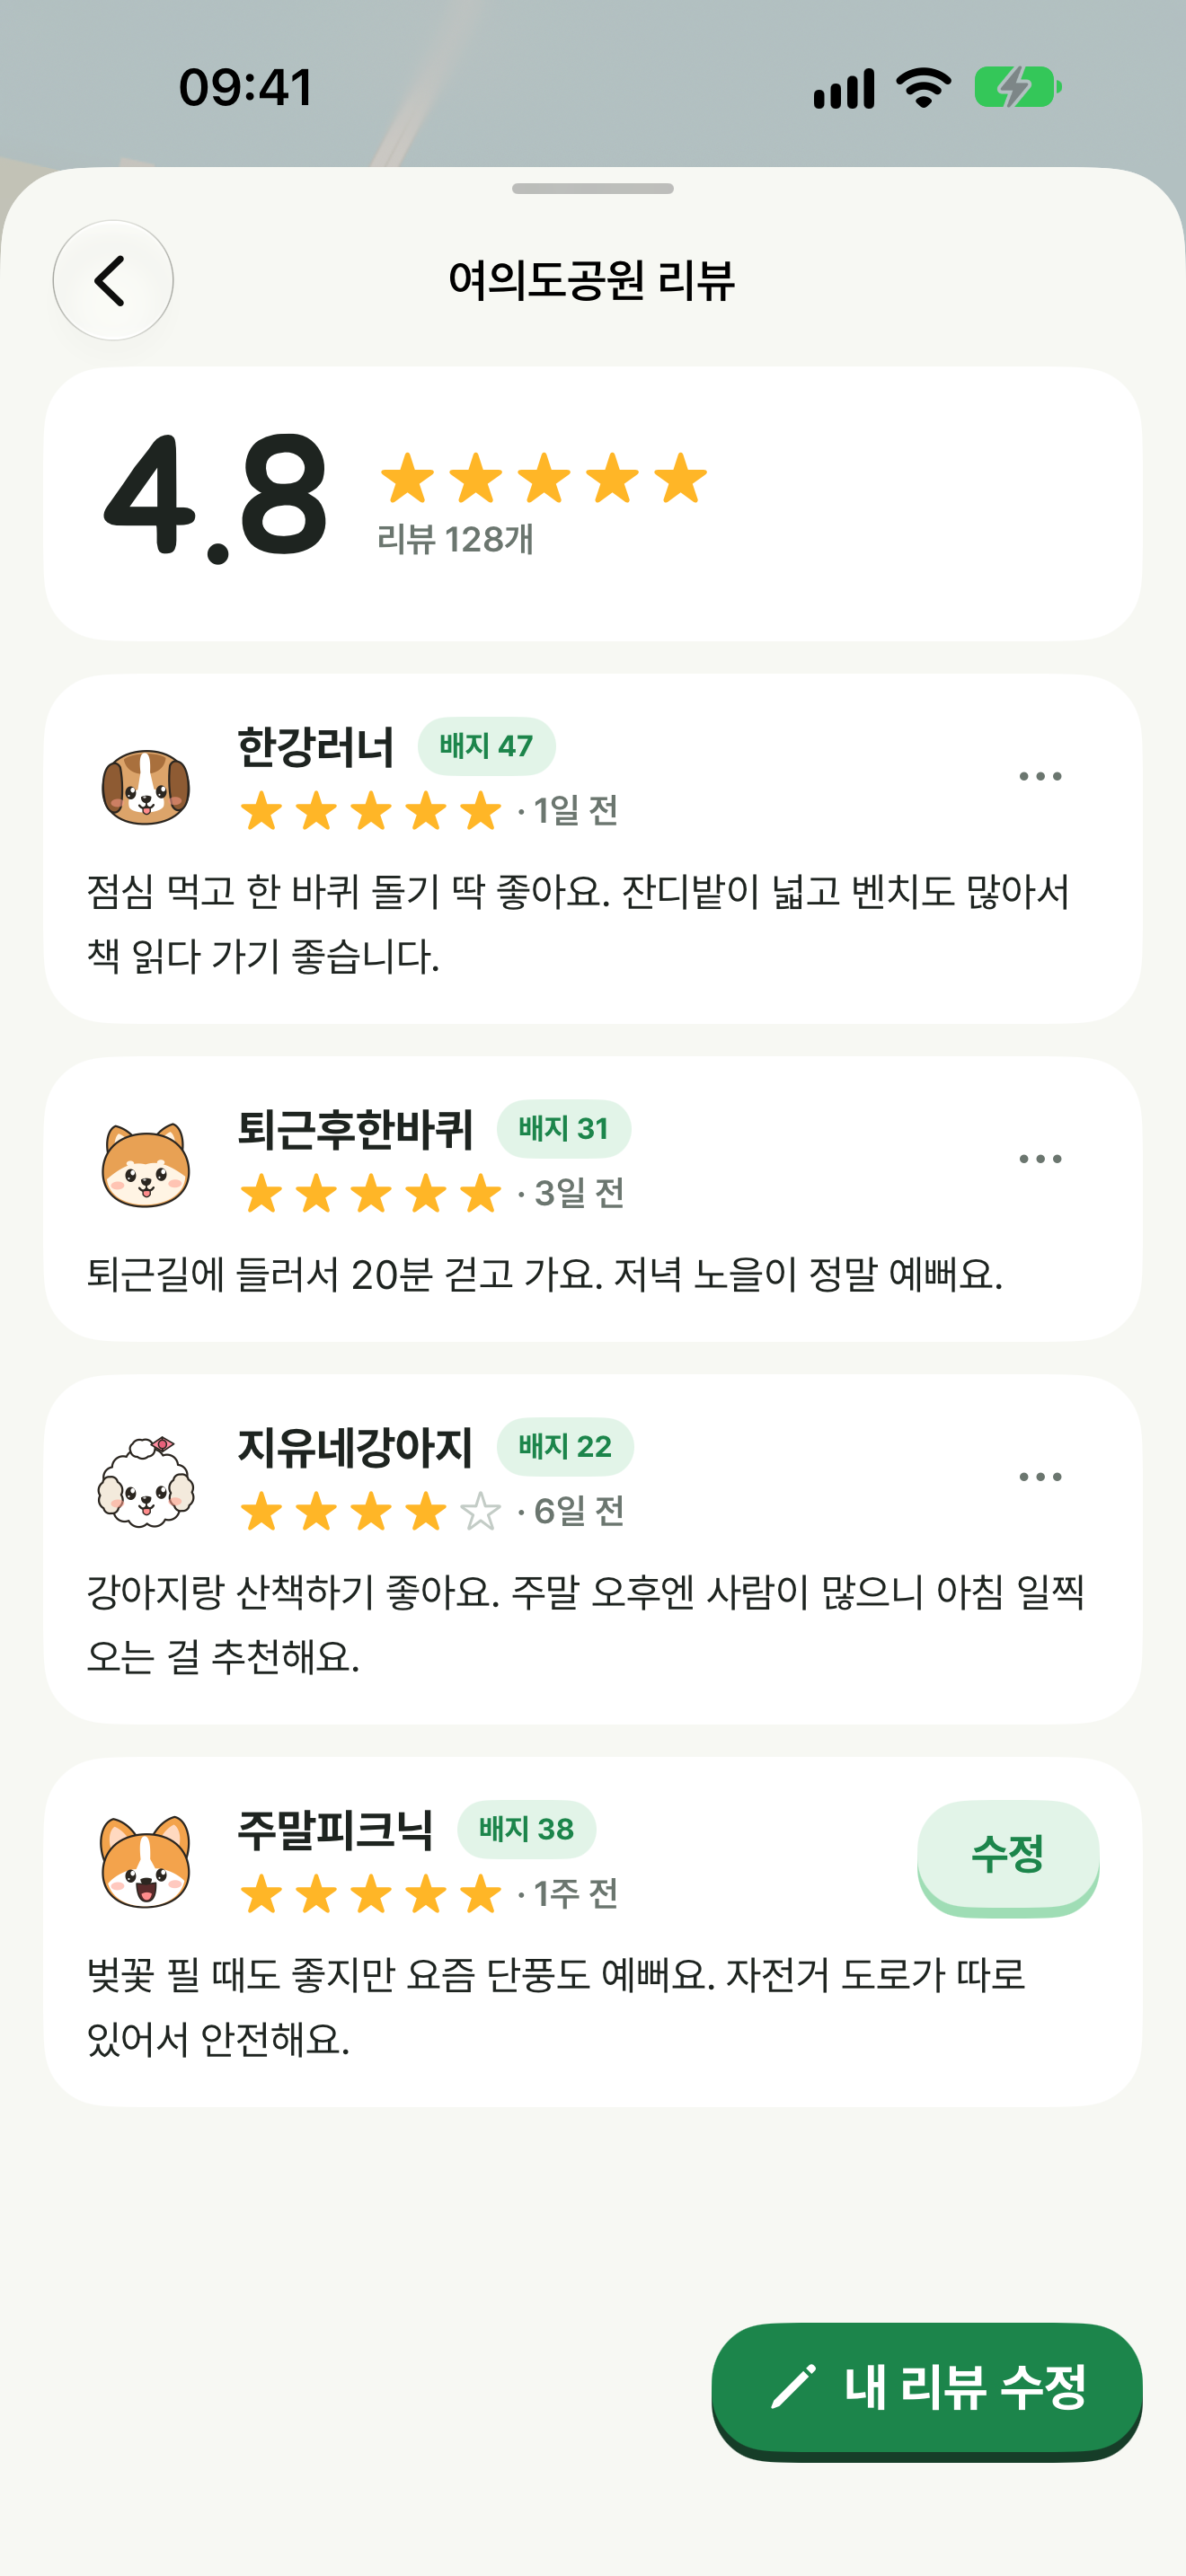 09:41
여의도공원 리뷰
4.8
리뷰 128개
한강러너 배지 47
· 1일 전
점심 먹고 한 바퀴 돌기 딱 좋아요. 잔디밭이 넓고 벤치도 많아서
책 읽다 가기 좋습니다.
퇴근후한바퀴 배지 31
· 3일 전
퇴근길에 들러서 20분 걷고 가요. 저녁 노을이 정말 예뻐요.
지유네강아지 배지 22
· 6일 전
강아지랑 산책하기 좋아요. 주말 오후엔 사람이 많으니 아침 일찍
오는 걸 추천해요.
주말피크닉 배지 38
수정
· 1주 전
벚꽃 필 때도 좋지만 요즘 단풍도 예뻐요. 자전거 도로가 따로
있어서 안전해요.
내 리뷰 수정